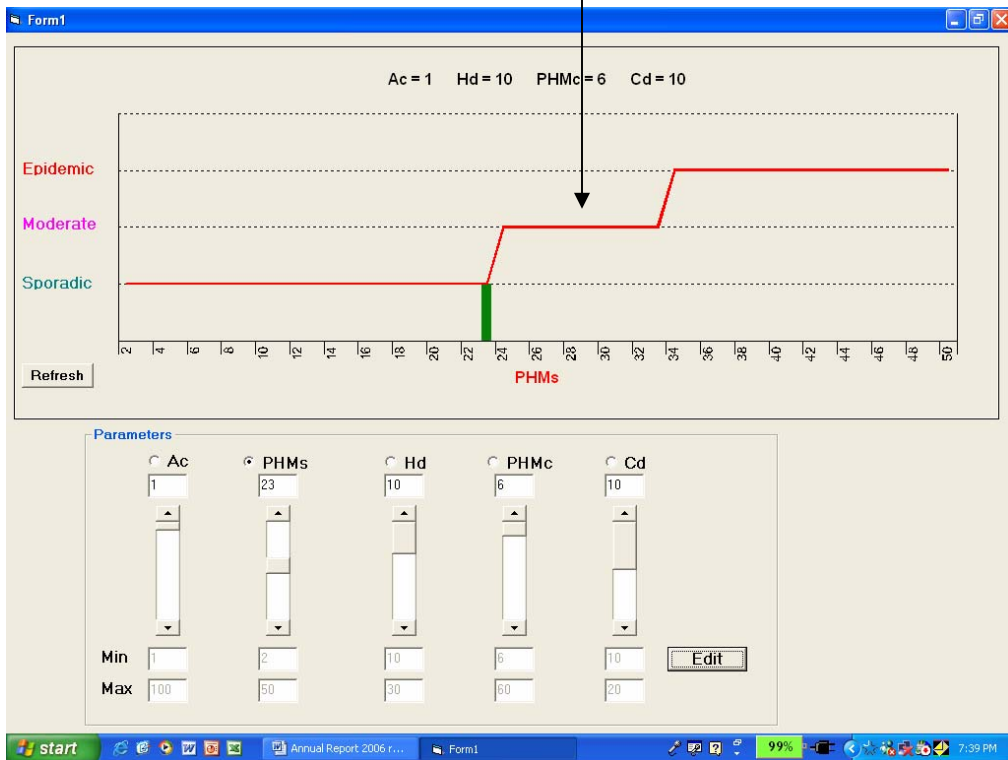 Form1
Ac = 1 Hd = 10 PHMc = 6 Cd = 10
Epidemic
Moderate
Sporadic
2 4 6 8 10 12 14 16 18 20 22 24 26 28 30 32 34 36 38 40 42 44 46 48 50
Refresh
PHMs
Parameters
Ac PHMs Hd PHMc Cd
1 23 10 6 10
Min 1 2 10 6 10 Edit
Max 100 50 30 60 20
start Annual Report 2006 r... Form1 99% 7:39 PM